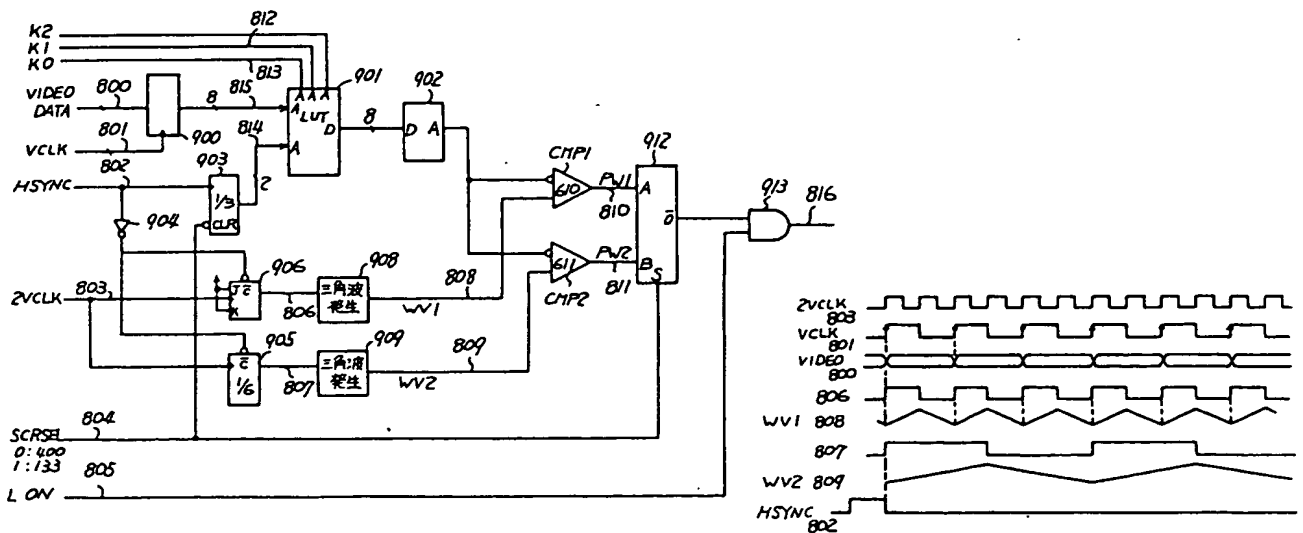 K2
812
K1
K0
813
VIDEO DATA
800
8
815
901
902
A A A
A
LUT
D
8
D A
814
A
VCLK
801
900
802
903
HSYNC
1/3
CLR
2
904
CMP1
610
PW1
810
912
A
O
913
816
611
PW2
811
B
S
CMP2
906
J C
K
908
三角波
発生
806
WV1
808
2VCLK
803
905
C
1/6
909
三角波
発生
807
WV2
809
SCRSEL
804
0:400
1:133
L ON
805
2VCLK
803
VCLK
801
VIDEO
800
806
WV1 808
807
WV2 809
HSYNC
802